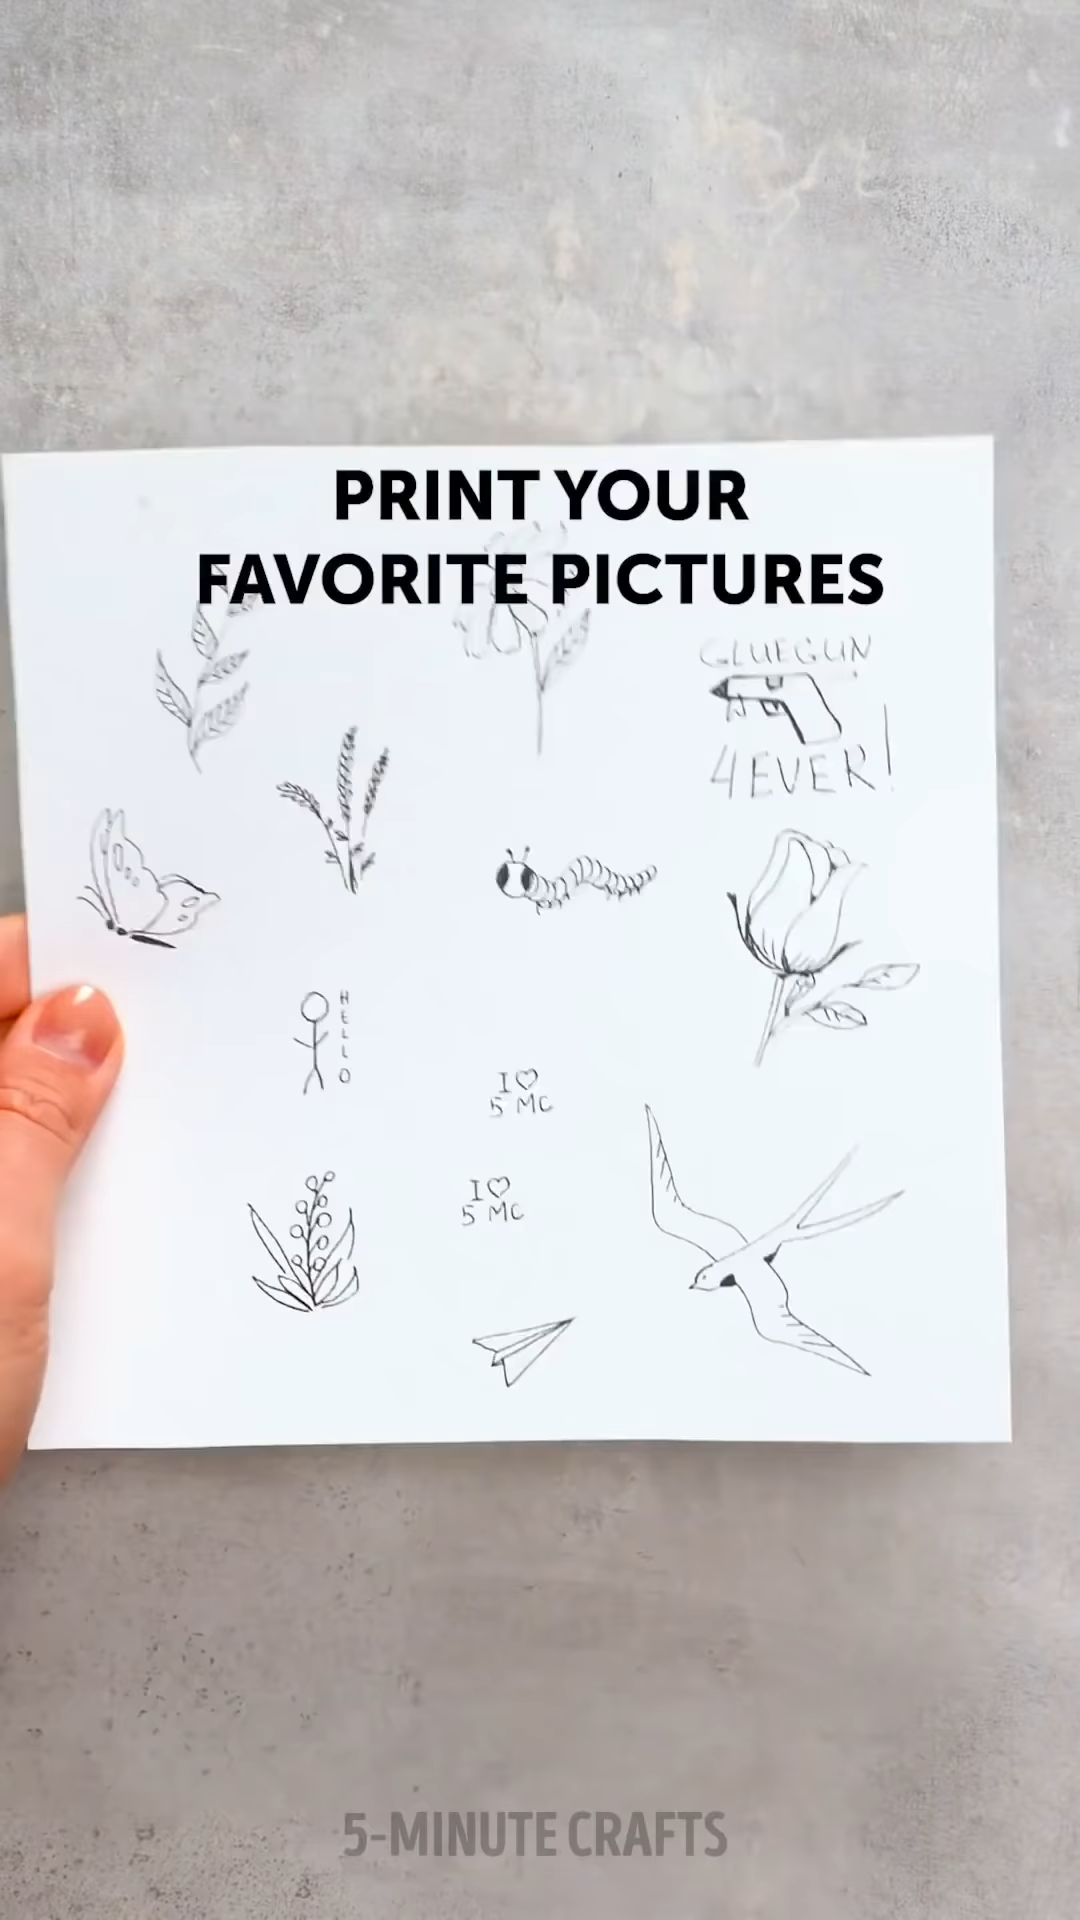 PRINT YOUR
FAVORITE PICTURES
GLUEGUN
4EVER!
HELLO
I♡
5 MC
I♡
5 MC
5-MINUTE CRAFTS